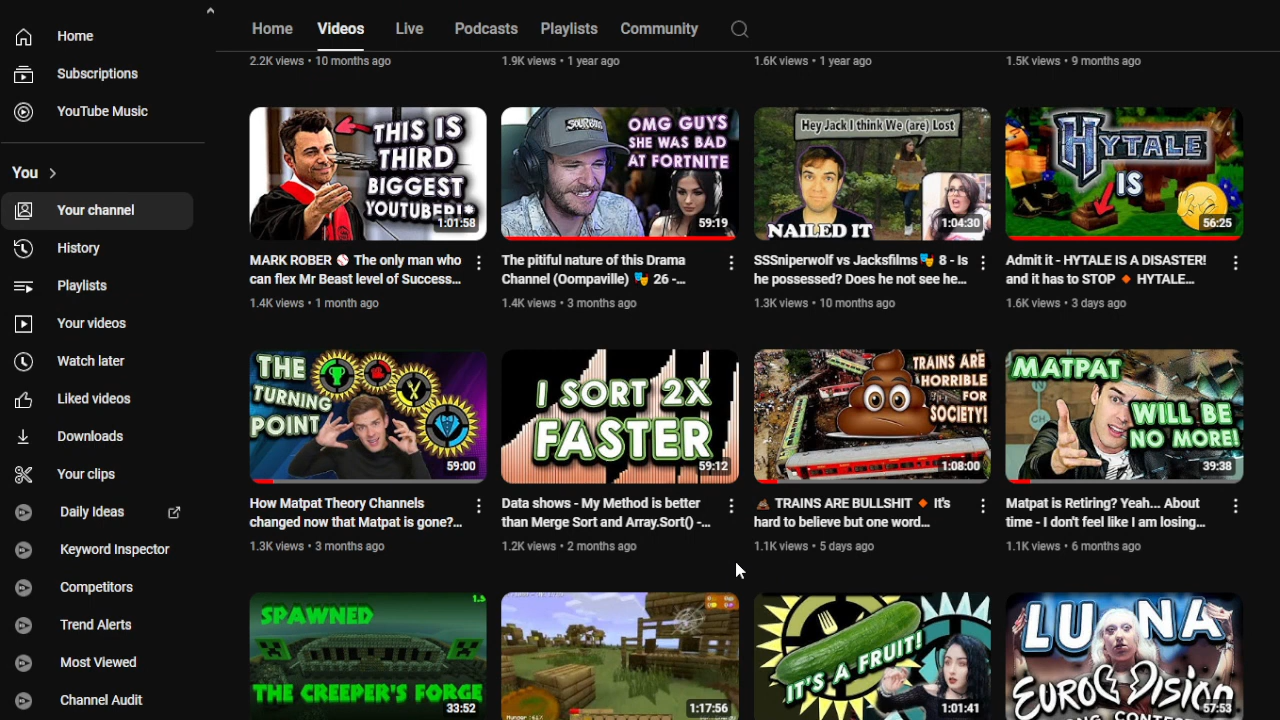 Home
Subscriptions
YouTube Music
You
Your channel
History
Playlists
Your videos
Watch later
Liked videos
Downloads
Your clips
Daily Ideas
Keyword Inspector
Competitors
Trend Alerts
Most Viewed
Channel Audit
Home Videos Live Podcasts Playlists Community
2.2K views • 10 months ago
1.9K views • 1 year ago
1.6K views • 1 year ago
1.5K views • 9 months ago
THIS IS
THIRD
BIGGEST
YOUTUBER!*
1:01:58
MARK ROBER ⚾ The only man who
can flex Mr Beast level of Success...
1.4K views • 1 month ago
OMG GUYS
SHE WAS BAD
AT FORTNITE
59:19
The pitiful nature of this Drama
Channel (Oompaville) 🎭 26 -...
1.4K views • 3 months ago
Hey Jack I think We (are) Lost
NAILED IT
1:04:30
SSSniperwolf vs Jacksfilms 🎭 8 - Is
he possessed? Does he not see he...
1.3K views • 10 months ago
HYTALE
IS
56:25
Admit it - HYTALE IS A DISASTER!
and it has to STOP 🔸 HYTALE...
1.6K views • 3 days ago
THE
TURNING
POINT
59:00
How Matpat Theory Channels
changed now that Matpat is gone?...
1.3K views • 3 months ago
I SORT 2X
FASTER
59:12
Data shows - My Method is better
than Merge Sort and Array.Sort() -...
1.2K views • 2 months ago
TRAINS ARE
HORRIBLE
FOR
SOCIETY!
1:08:00
💩 TRAINS ARE BULLSHIT 🔸 It's
hard to believe but one word...
1.1K views • 5 days ago
MATPAT
WILL BE
NO MORE!
CH
39:38
Matpat is Retiring? Yeah... About
time - I don't feel like I am losing...
1.1K views • 6 months ago
SPAWNED
THE CREEPER'S FORGE
33:52
1:17:56
IT'S A FRUIT!
1:01:41
LUNA
EUROVISION
57:53